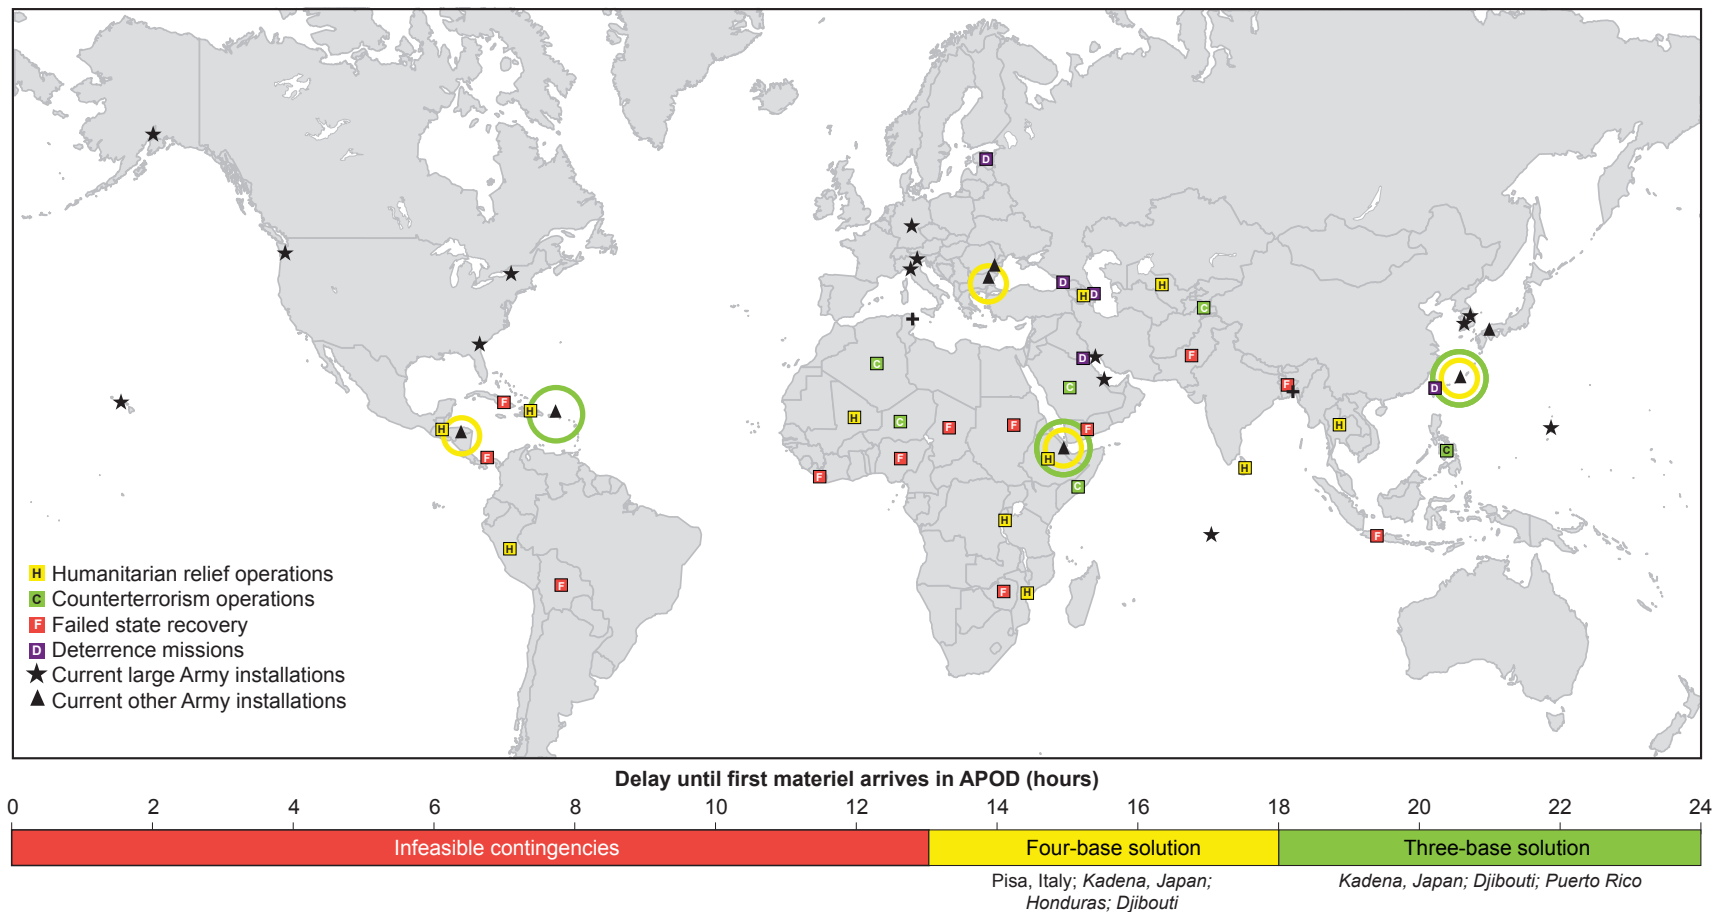 D
D
H
D
H
C
D
F
C
C
F
D
F
H
H
C
F
F
F
H
H
C
F
F
H
H
F
C
H
F
H
F
F
H
H Humanitarian relief operations
C Counterterrorism operations
F Failed state recovery
D Deterrence missions
Current large Army installations
Current other Army installations
Delay until first materiel arrives in APOD (hours)
0 2 4 6 8 10 12 14 16 18 20 22 24
Infeasible contingencies Four-base solution Three-base solution
Pisa, Italy; Kadena, Japan; Kadena, Japan; Djibouti; Puerto Rico
Honduras; Djibouti